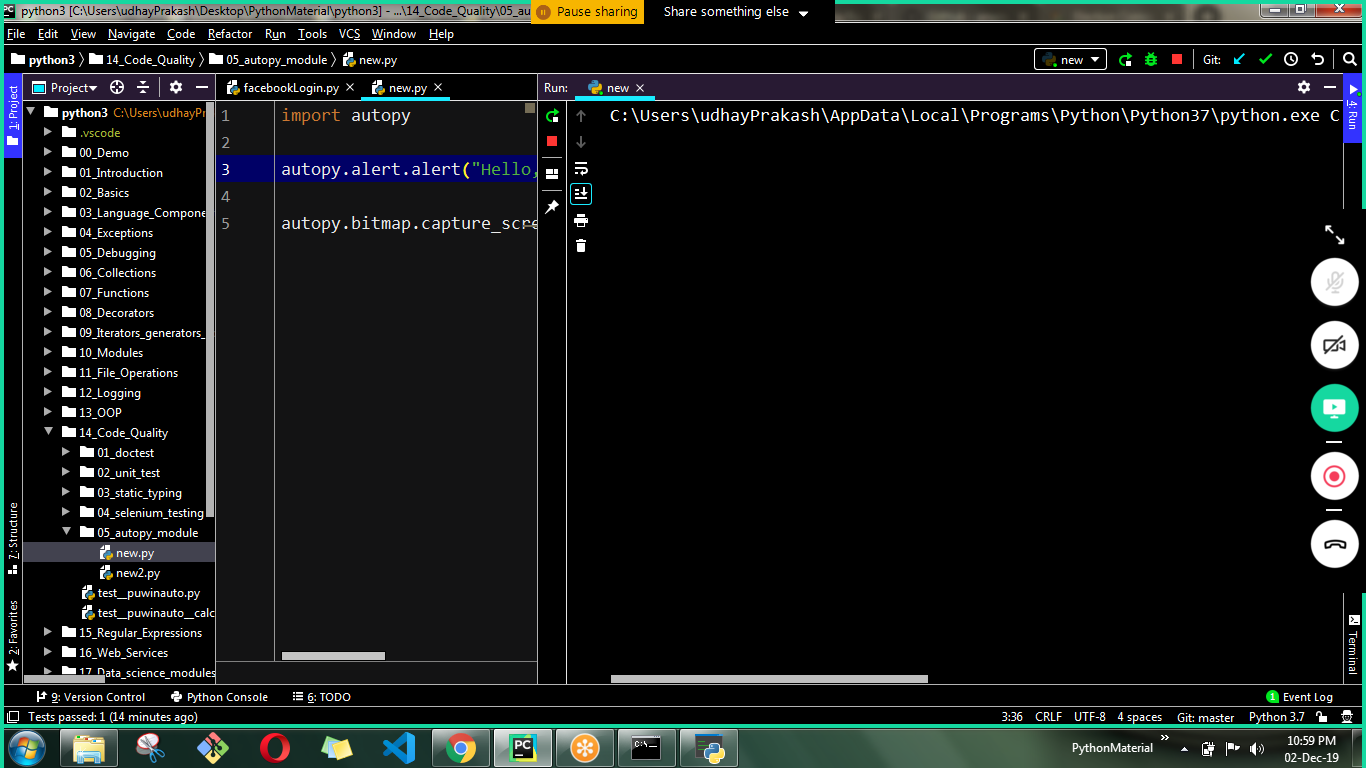 python3 [C:\Users\udhayPrakash\Desktop\PythonMaterial\python3] - ...\14_Code_Quality\05_au
Pause sharing
Share something else
File Edit View Navigate Code Refactor Run Tools VCS Window Help
python3 14_Code_Quality 05_autopy_module new.py
new
Git:
1: Project
Project
facebookLogin.py
new.py
Run:
new
4: Run
python3 C:\Users\udhayPr
.vscode
00_Demo
01_Introduction
02_Basics
03_Language_Compone
04_Exceptions
05_Debugging
06_Collections
07_Functions
08_Decorators
09_Iterators_generators_
10_Modules
11_File_Operations
12_Logging
13_OOP
14_Code_Quality
01_doctest
02_unit_test
03_static_typing
04_selenium_testing
05_autopy_module
new.py
new2.py
test__puwinauto.py
test__puwinauto__calc
15_Regular_Expressions
16_Web_Services
17_Data_science_modules
1 import autopy
2
3 autopy.alert.alert("Hello,
4
5 autopy.bitmap.capture_scre
C:\Users\udhayPrakash\AppData\Local\Programs\Python\Python37\python.exe C
7: Structure
2: Favorites
Terminal
9: Version Control
Python Console
6: TODO
1 Event Log
Tests passed: 1 (14 minutes ago)
3:36 CRLF UTF-8 4 spaces Git: master Python 3.7
PythonMaterial
10:59 PM
02-Dec-19